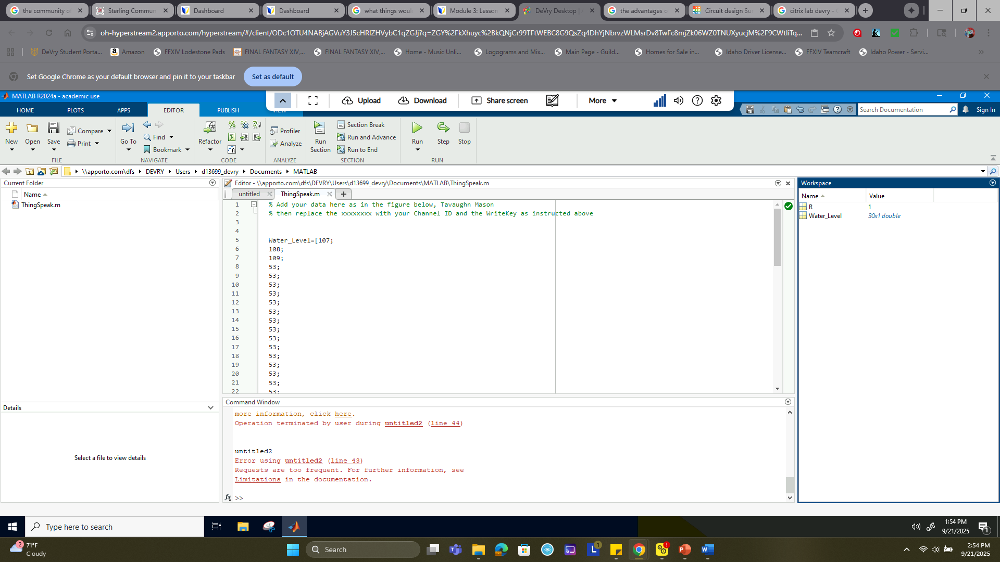 the community o
Sterling Commun
Dashboard
Dashboard
what things woul
Module 3: Lesson
DeVry Desktop |
the advantages o
Circuit design Su
citrix lab devry -
oh-hyperstream2.apporto.com/hyperstream/#/client/ODc1OTU4NABjAGVuY3J5cHRlZHVybC1qZGJj?q=ZGY%2FkXhuyc%2BkQNjCr99TFtWEBC8G9QsZq4DhYjNbrvzWLMsrDv8TwFc8mjZk06WZ0TNUXyucjM%2F9CWtIiTq...
DeVry Student Porta...
Amazon
FFXIV Lodestone Pads
FINAL FANTASY XIV,...
FINAL FANTASY XIV,...
Home - Music Unli...
Logograms and Mix...
Main Page - Guild...
Homes for Sale in...
Idaho Driver License...
FFXIV Teamcraft
Idaho Power - Servi...
Set Google Chrome as your default browser and pin it to your taskbar
Set as default
MATLAB R2024a - academic use
Upload
Download
Share screen
More
HOME
PLOTS
APPS
EDITOR
PUBLISH
VIEW
Search Documentation
Sign In
New
Open
Save
Compare
Print
Go To
Find
Bookmark
Refactor
Profiler
Analyze
Run Section
Section Break
Run and Advance
Run to End
Run
Step
Stop
FILE
NAVIGATE
CODE
ANALYZE
SECTION
RUN
\\apporto.com\dfs
DEVRY
Users
d13699_devry
Documents
MATLAB
Current Folder
Name
ThingSpeak.m
Details
Select a file to view details
Editor - \\apporto.com\dfs\DEVRY\Users\d13699_devry\Documents\MATLAB\ThingSpeak.m
untitled
ThingSpeak.m
1 % Add your data here as in the figure below, Tavaughn Mason
2 % then replace the xxxxxxxx with your Channel ID and the WriteKey as instructed above
3
4
5 Water_Level=[107;
6 108;
7 109;
8 53;
9 53;
10 53;
11 53;
12 53;
13 53;
14 53;
15 53;
16 53;
17 53;
18 53;
19 53;
20 53;
21 53;
22 53;
Command Window
more information, click here.
Operation terminated by user during untitled2 (line 44)
untitled2
Error using untitled2 (line 43)
Requests are too frequent. For further information, see
Limitations in the documentation.
fx >>
Workspace
Name
Value
R
1
Water_Level
30x1 double
Type here to search
1:54 PM
9/21/2025
1
2
71°F
Cloudy
Search
1
2:54 PM
9/21/2025